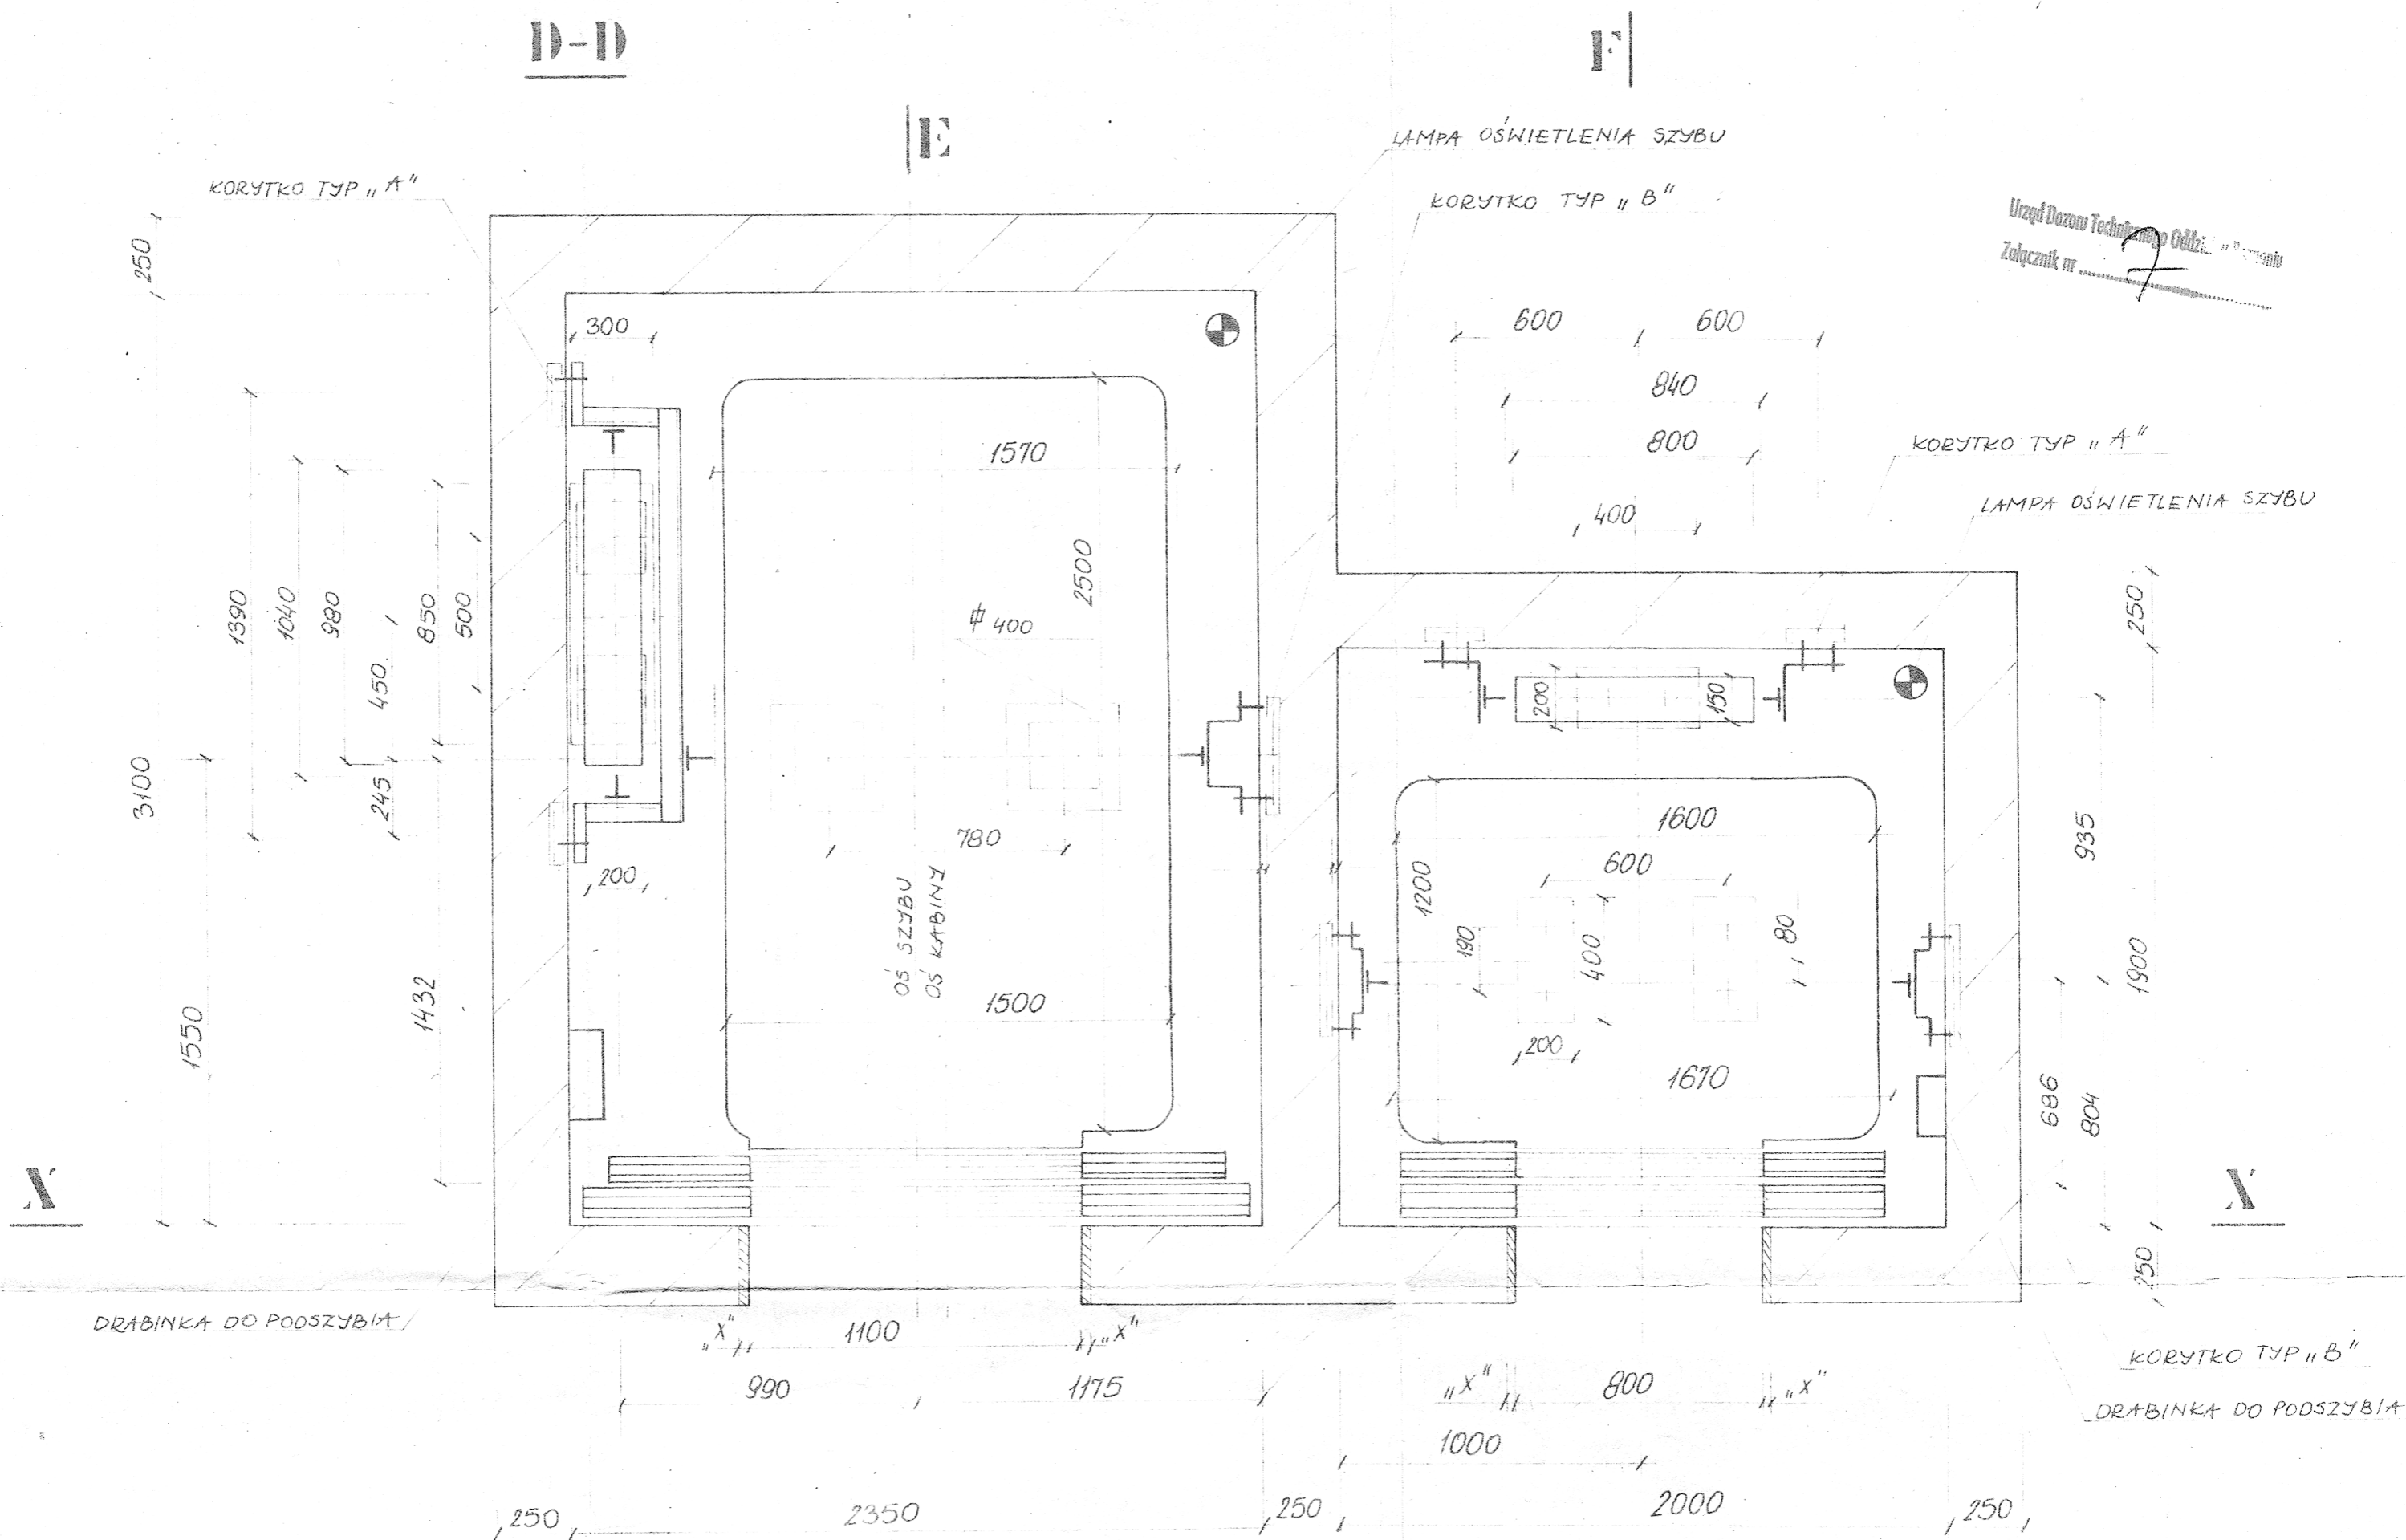 D-D
F
E
LAMPA OŚWIETLENIA SZYBU
KORYTKO TYP „A"
KORYTKO TYP „B"
Urząd Dozoru Technicznego
Załącznik nr 7
250
300
600 600
840
800
400
KORYTKO TYP „A"
LAMPA OŚWIETLENIA SZYBU
1570
2500
⌀ 400
1390
1040
980
450
850
500
245
3100
1550
1432
200
780
OŚ SZYBU
OŚ KABINY
1500
250
200
150
1600
600
1200
190
400
80
200
1670
935
1900
686
804
250
X
X
DRABINKA DO PODSZYBIA
„X" 1100 „X"
990 1175
„X" 800 „X"
1000
250 2350 250 2000 250
KORYTKO TYP „B"
DRABINKA DO PODSZYBIA